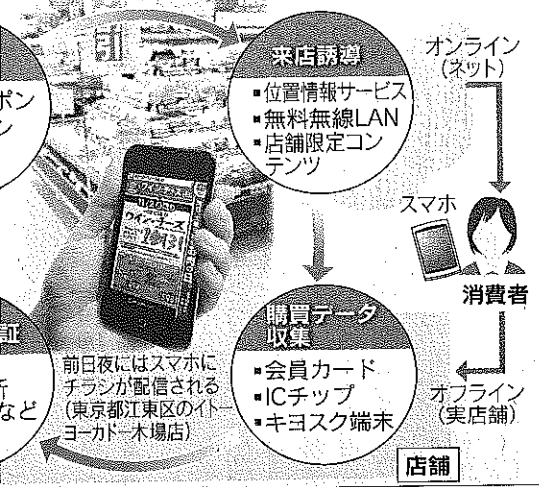 ポン
ン
来店誘導
▪位置情報サービス
▪無料無線LAN
▪店舗限定コン
テンツ
オンライン
(ネット)
スマホ
消費者
証
折
など
前日夜にはスマホに
チラシが配信される
(東京都江東区のイトー
ヨーカドー木場店)
購買データ
収集
▪会員カード
▪ICチップ
▪キヨスク端末
オフライン
(実店舗)
店舗